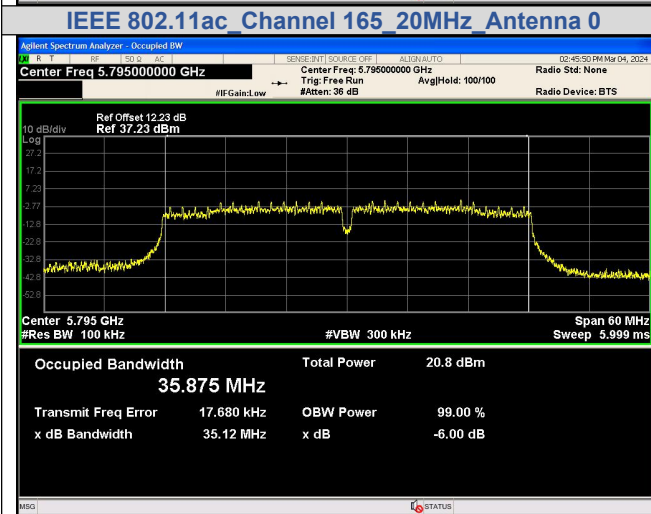 IEEE 802.11ac_Channel 165_20MHz_Antenna 0
Agilent Spectrum Analyzer - Occupied BW
LXI R T RF 50 Ω AC SENSE:INT SOURCE OFF ALIGNAUTO 02:45:50 PM Mar 04, 2024
Center Freq 5.795000000 GHz Center Freq: 5.795000000 GHz Radio Std: None
Trig: Free Run Avg|Hold: 100/100
#IFGain:Low #Atten: 36 dB Radio Device: BTS
Ref Offset 12.23 dB
10 dB/div Ref 37.23 dBm
Log
27.2
17.2
7.23
-2.77
-12.8
-22.8
-32.8
-42.8
-52.8
Center 5.795 GHz Span 60 MHz
#Res BW 100 kHz #VBW 300 kHz Sweep 5.999 ms
Occupied Bandwidth Total Power 20.8 dBm
35.875 MHz
Transmit Freq Error 17.680 kHz OBW Power 99.00 %
x dB Bandwidth 35.12 MHz x dB -6.00 dB
MSG STATUS